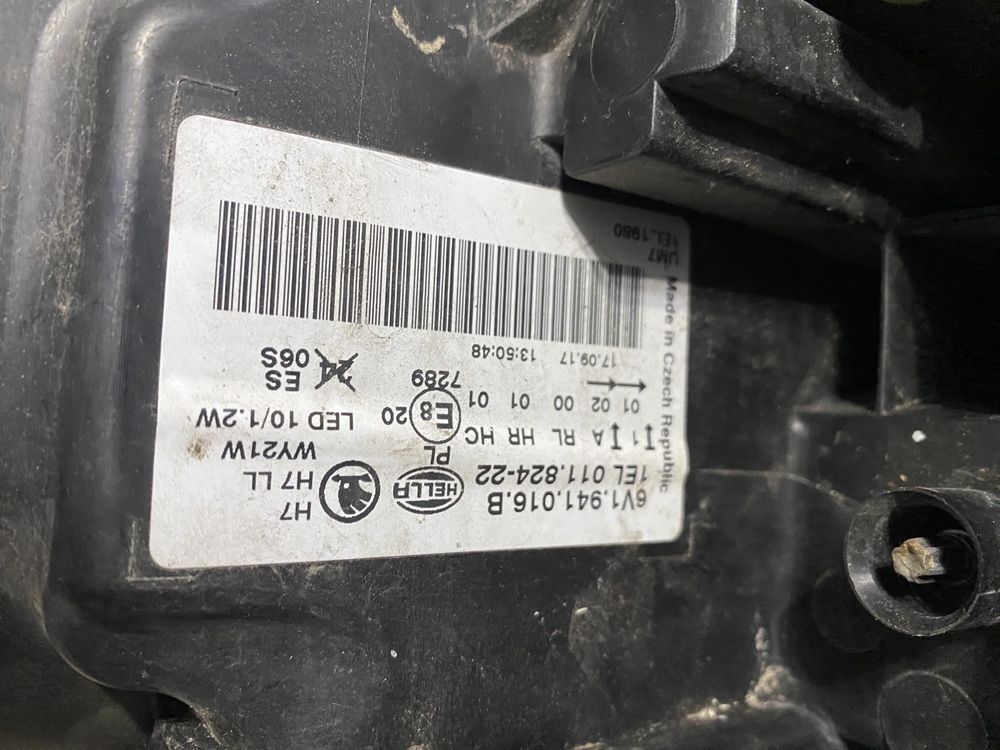 6V1.941.016.B
1EL 011.824-22
HELLA
H7
H7 LL
WY21W
LED 10/1.2W
PL
1 A RL HR HC
E8 20
01 02 00 01 01
7289
ES
24
06S
17.09.17 13:50:48
Made in Czech Republic
UM7
1EL.1980